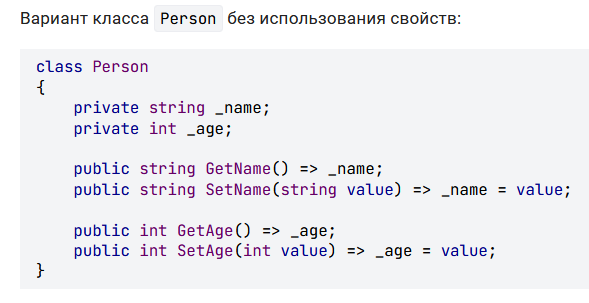 Вариант класса Person без использования свойств:
class Person
{
    private string _name;
    private int _age;

    public string GetName() => _name;
    public string SetName(string value) => _name = value;

    public int GetAge() => _age;
    public int SetAge(int value) => _age = value;
}